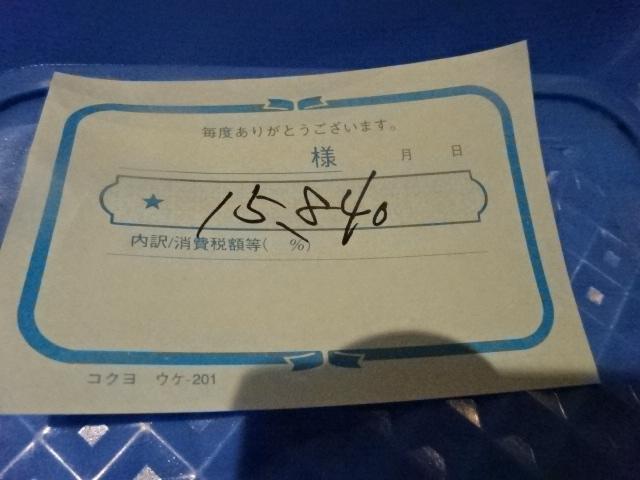 毎度ありがとうございます。
様 月 日
★ 15,840
内訳/消費税額等( %)
コクヨ ウケ-201